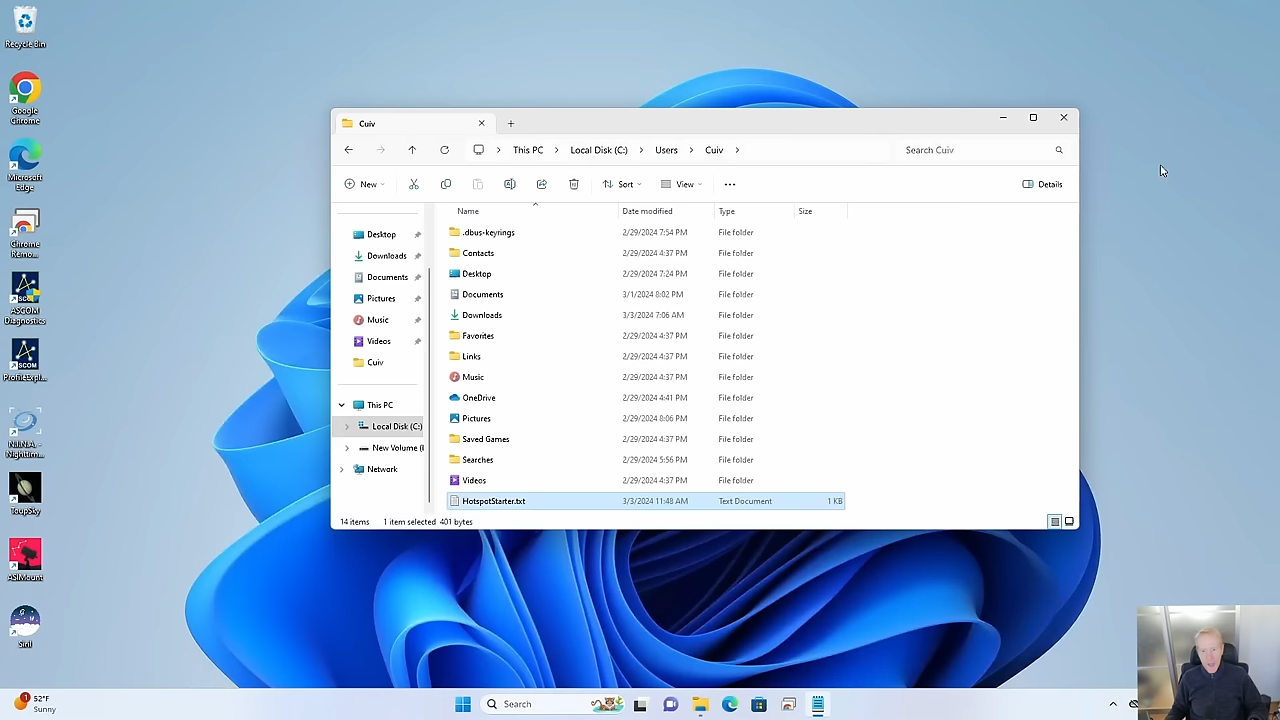 Recycle Bin
Google
Chrome
Microsoft
Edge
Chrome
Remo...
ASCOM
Diagnostics
ProfileExpl...
N.I.N.A. -
Nighttim...
ToupSky
ASIMount
Siril
Cuiv
This PC > Local Disk (C:) > Users > Cuiv >
Search Cuiv
New
Sort
View
Details
Desktop
Downloads
Documents
Pictures
Music
Videos
Cuiv
This PC
Local Disk (C:)
New Volume (
Network
Name Date modified Type Size
.dbus-keyrings 2/29/2024 7:54 PM File folder
Contacts 2/29/2024 4:37 PM File folder
Desktop 2/29/2024 7:24 PM File folder
Documents 3/1/2024 8:02 PM File folder
Downloads 3/3/2024 7:06 AM File folder
Favorites 2/29/2024 4:37 PM File folder
Links 2/29/2024 4:37 PM File folder
Music 2/29/2024 4:37 PM File folder
OneDrive 2/29/2024 4:41 PM File folder
Pictures 2/29/2024 8:06 PM File folder
Saved Games 2/29/2024 4:37 PM File folder
Searches 2/29/2024 5:56 PM File folder
Videos 2/29/2024 4:37 PM File folder
HotspotStarter.txt 3/3/2024 11:48 AM Text Document 1 KB
14 items 1 item selected 401 bytes
1
52°F
Sunny
Search